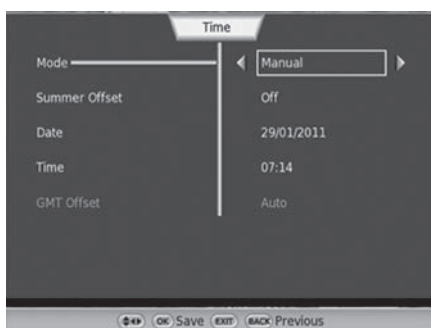 Time
Mode Manual
Summer Offset Off
Date 29/01/2011
Time 07:14
GMT Offset Auto
OK Save EXIT BACK Previous